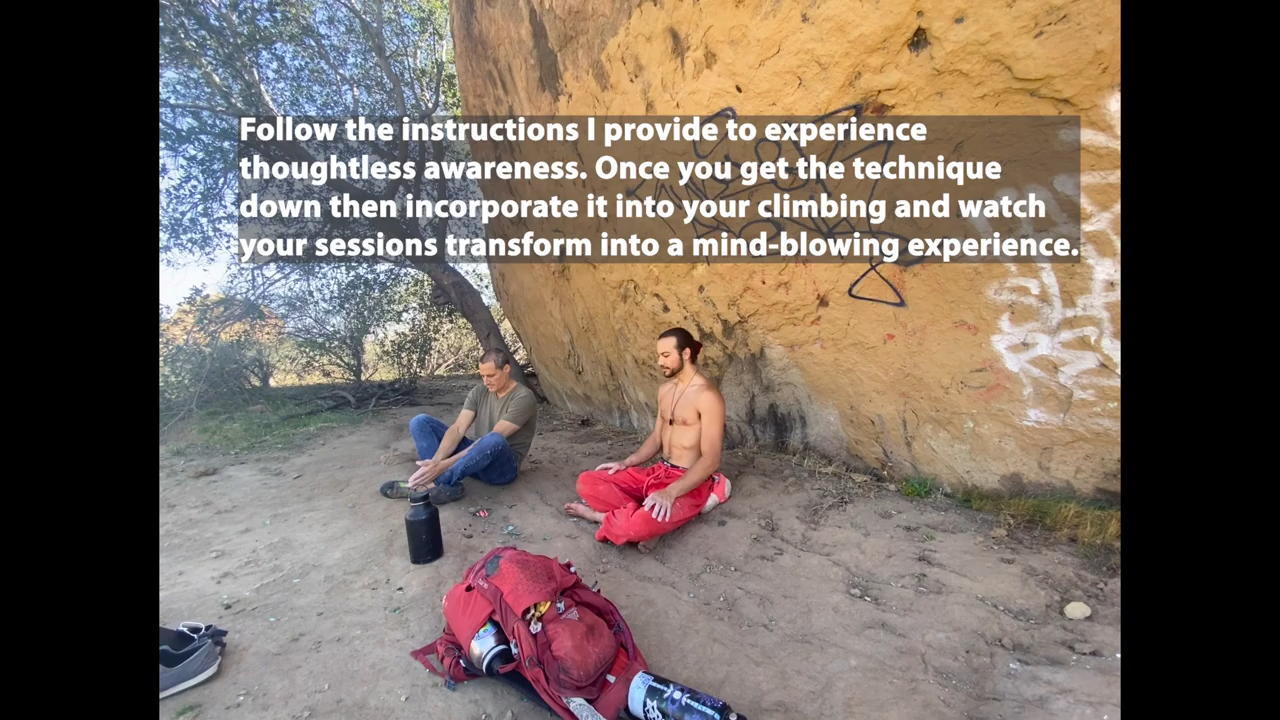 Follow the instructions I provide to experience
thoughtless awareness. Once you get the technique
down then incorporate it into your climbing and watch
your sessions transform into a mind-blowing experience.